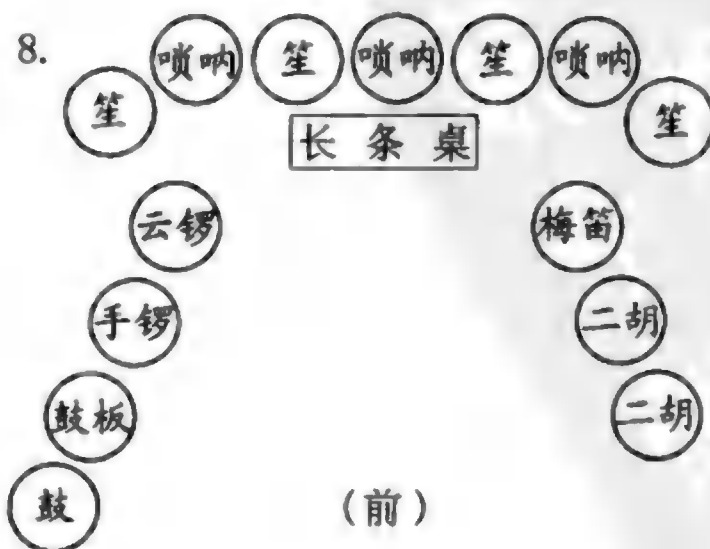 8.
唢呐 笙 唢呐 笙 唢呐
笙 笙
长条桌
云锣 梅笛
手锣 二胡
鼓板 二胡
鼓 （前）